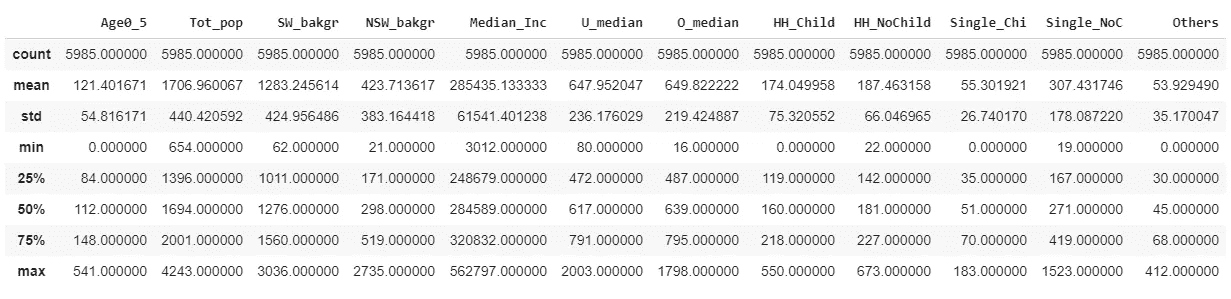 Age0_5 Tot_pop SW_bakgr NSW_bakgr Median_Inc U_median O_median HH_Child HH_NoChild Single_Chi Single_NoC Others
count 5985.000000 5985.000000 5985.000000 5985.000000 5985.000000 5985.000000 5985.000000 5985.000000 5985.000000 5985.000000 5985.000000 5985.000000
mean 121.401671 1706.960067 1283.245614 423.713617 285435.133333 647.952047 649.822222 174.049958 187.463158 55.301921 307.431746 53.929490
std 54.816171 440.420592 424.956486 383.164418 61541.401238 236.176029 219.424887 75.320552 66.046965 26.740170 178.087220 35.170047
min 0.000000 654.000000 62.000000 21.000000 3012.000000 80.000000 16.000000 0.000000 22.000000 0.000000 19.000000 0.000000
25% 84.000000 1396.000000 1011.000000 171.000000 248679.000000 472.000000 487.000000 119.000000 142.000000 35.000000 167.000000 30.000000
50% 112.000000 1694.000000 1276.000000 298.000000 284589.000000 617.000000 639.000000 160.000000 181.000000 51.000000 271.000000 45.000000
75% 148.000000 2001.000000 1560.000000 519.000000 320832.000000 791.000000 795.000000 218.000000 227.000000 70.000000 419.000000 68.000000
max 541.000000 4243.000000 3036.000000 2735.000000 562797.000000 2003.000000 1798.000000 550.000000 673.000000 183.000000 1523.000000 412.000000